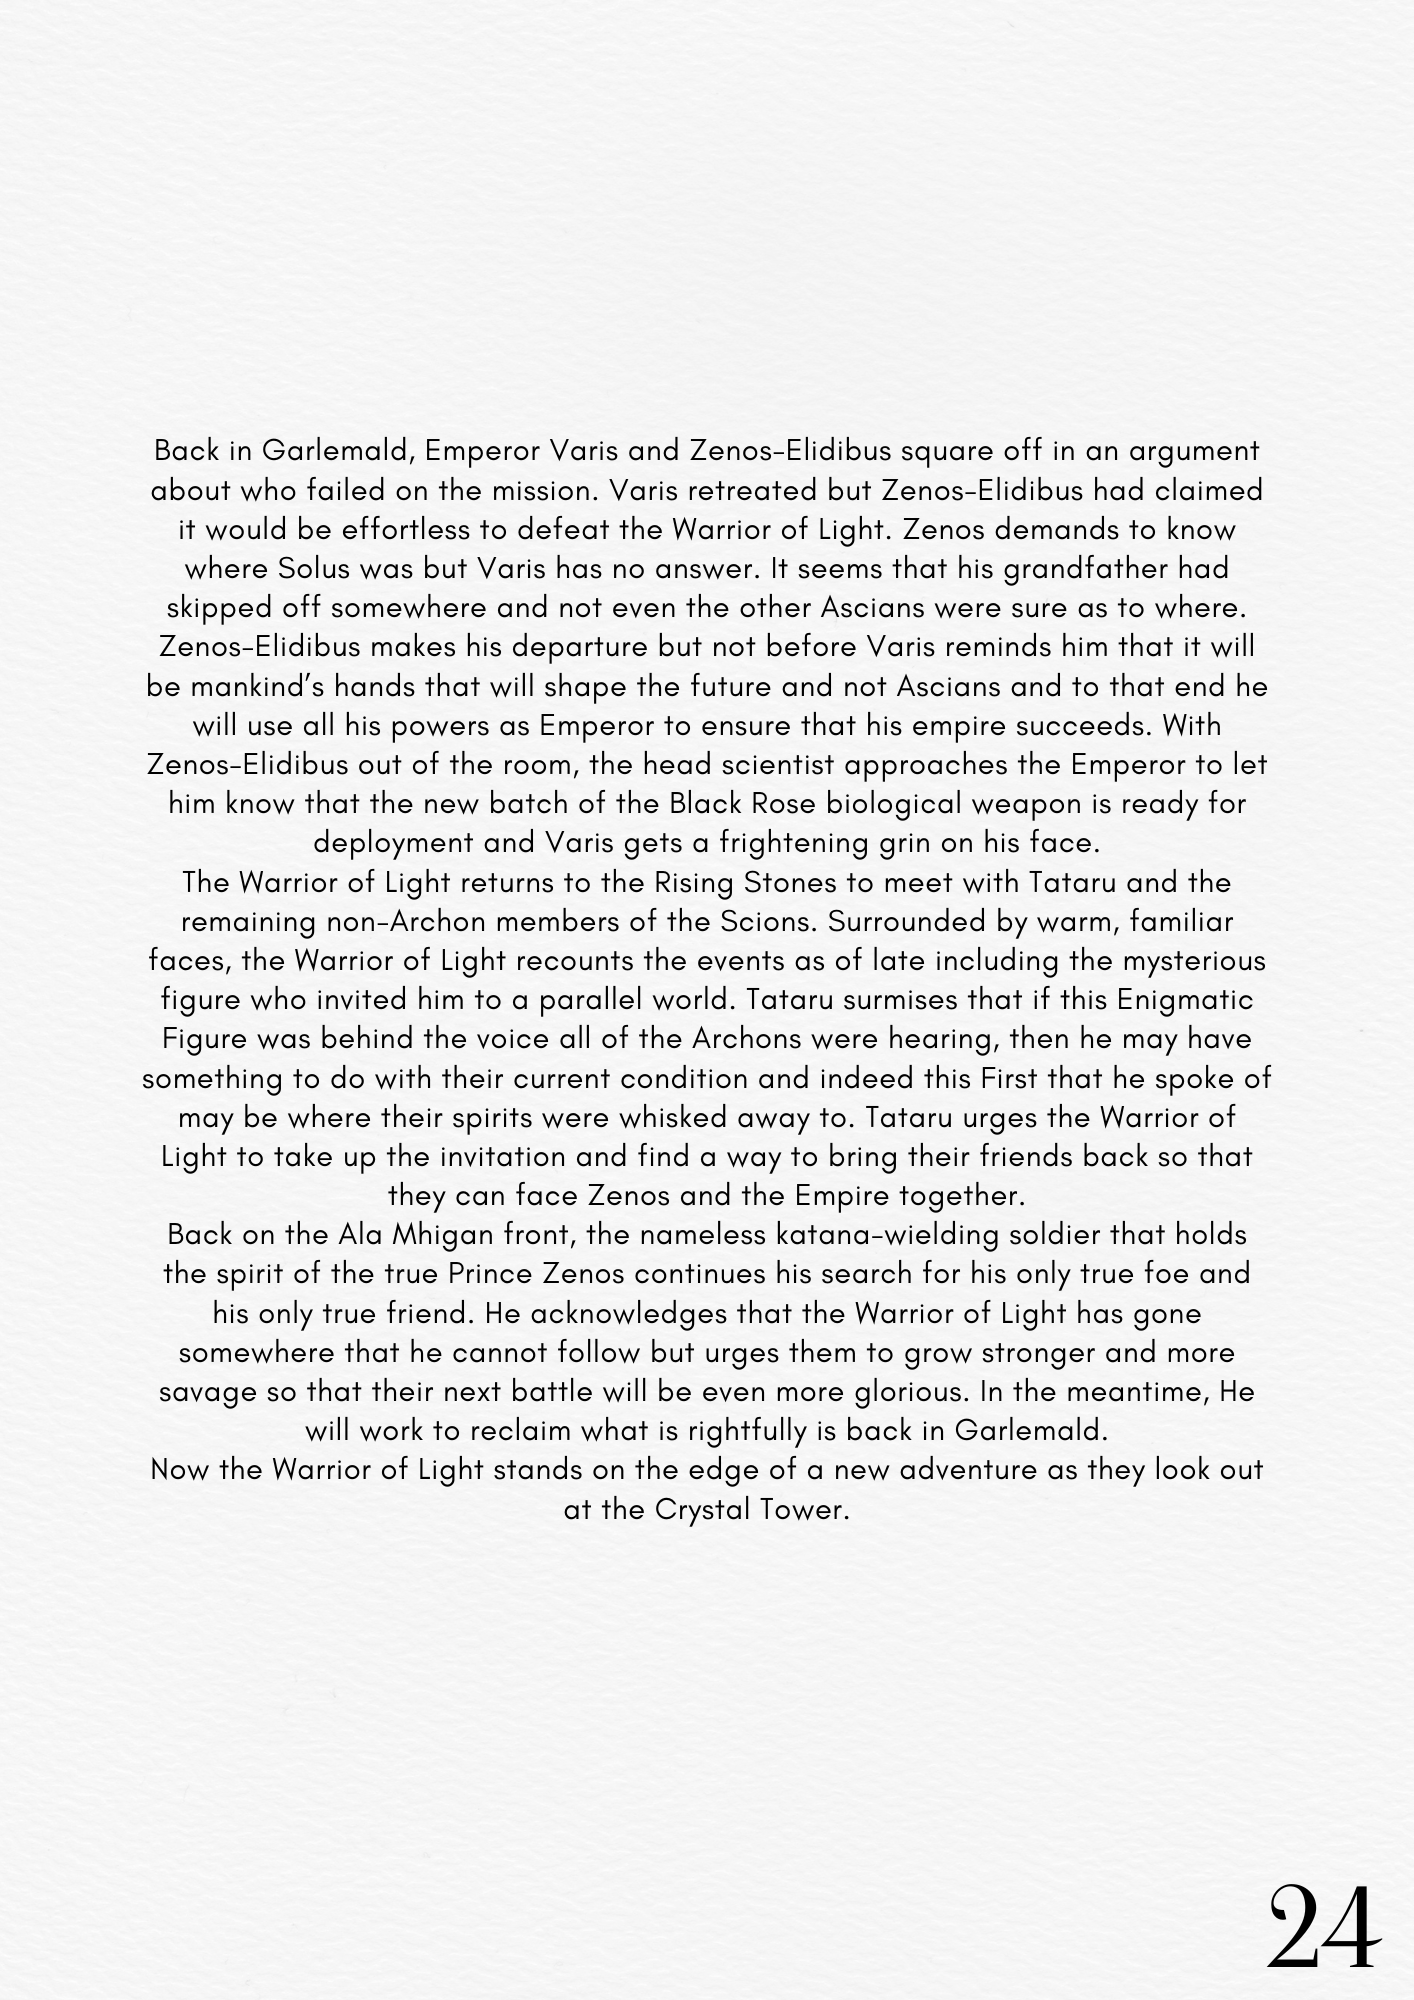 Back in Garlemald, Emperor Varis and Zenos-Elidibus square off in an argument
about who failed on the mission. Varis retreated but Zenos-Elidibus had claimed
it would be effortless to defeat the Warrior of Light. Zenos demands to know
where Solus was but Varis has no answer. It seems that his grandfather had
skipped off somewhere and not even the other Ascians were sure as to where.
Zenos-Elidibus makes his departure but not before Varis reminds him that it will
be mankind’s hands that will shape the future and not Ascians and to that end he
will use all his powers as Emperor to ensure that his empire succeeds. With
Zenos-Elidibus out of the room, the head scientist approaches the Emperor to let
him know that the new batch of the Black Rose biological weapon is ready for
deployment and Varis gets a frightening grin on his face.
The Warrior of Light returns to the Rising Stones to meet with Tataru and the
remaining non-Archon members of the Scions. Surrounded by warm, familiar
faces, the Warrior of Light recounts the events as of late including the mysterious
figure who invited him to a parallel world. Tataru surmises that if this Enigmatic
Figure was behind the voice all of the Archons were hearing, then he may have
something to do with their current condition and indeed this First that he spoke of
may be where their spirits were whisked away to. Tataru urges the Warrior of
Light to take up the invitation and find a way to bring their friends back so that
they can face Zenos and the Empire together.
Back on the Ala Mhigan front, the nameless katana-wielding soldier that holds
the spirit of the true Prince Zenos continues his search for his only true foe and
his only true friend. He acknowledges that the Warrior of Light has gone
somewhere that he cannot follow but urges them to grow stronger and more
savage so that their next battle will be even more glorious. In the meantime, He
will work to reclaim what is rightfully is back in Garlemald.
Now the Warrior of Light stands on the edge of a new adventure as they look out
at the Crystal Tower.
24